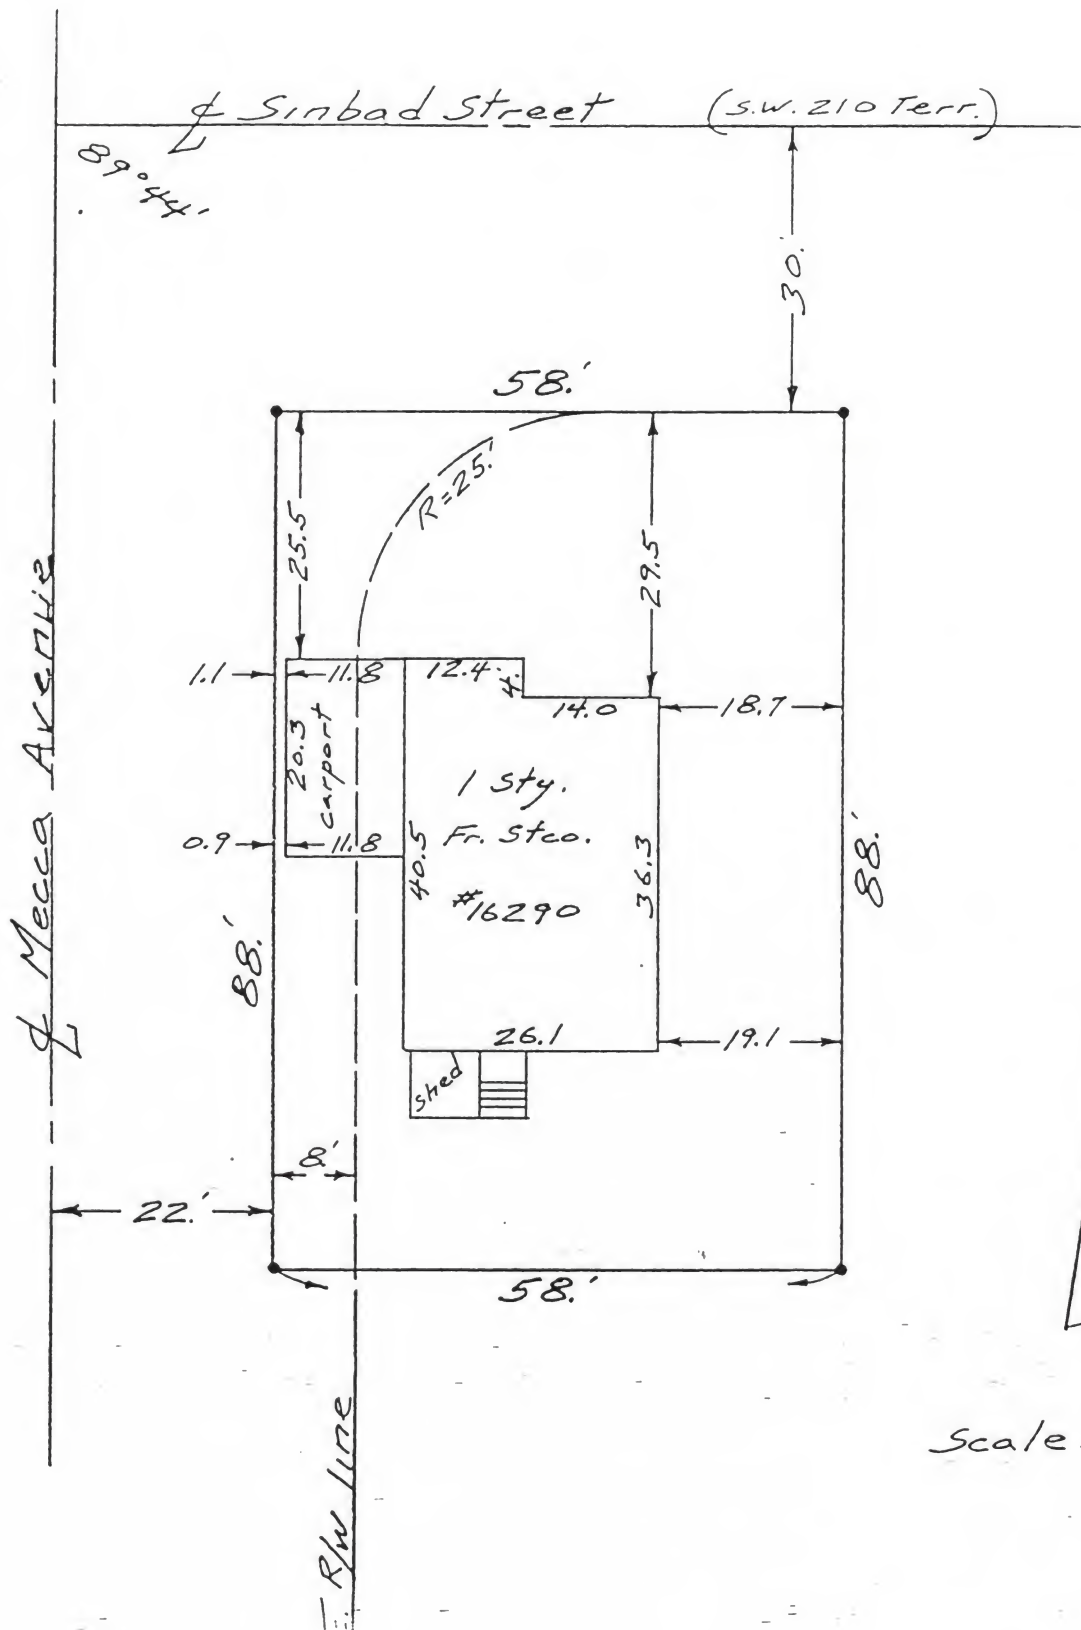 ℄ Sinbad Street (S.W. 210 Terr.)
89°44'
30.'
58.'
R=25.'
25.5
29.5
1.1
11.8
12.4
4.
14.0
18.7
20.3
carport
1 Sty.
Fr. Stco.
#16290
0.9
11.8
40.5
36.3
88.'
88.'
℄ Mecca Avenue
26.1
19.1
shed
8.'
22.'
58.'
Scale
E. R/W Line